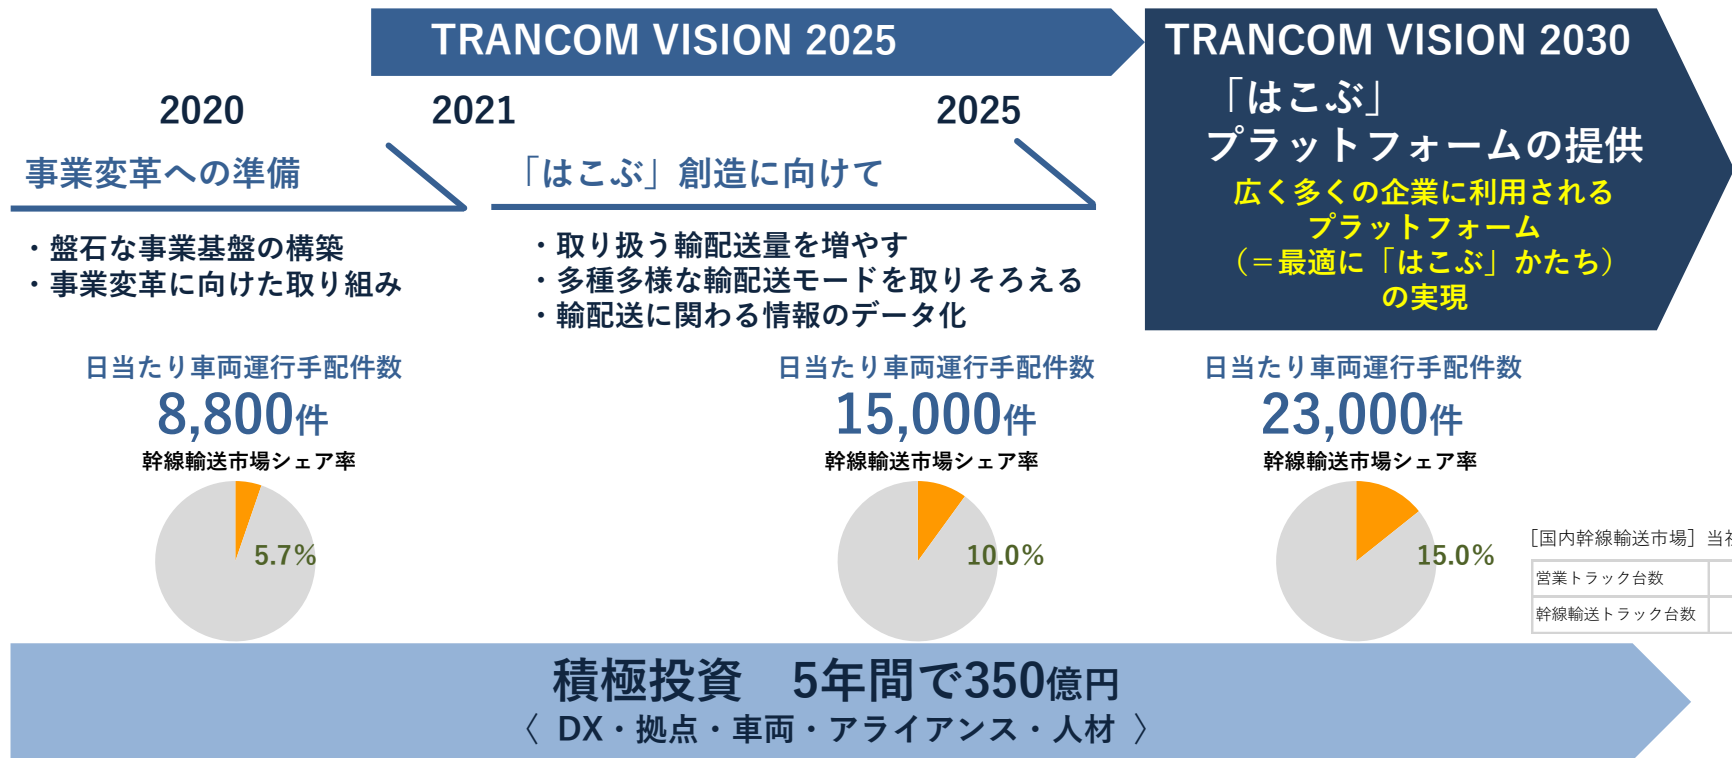 TRANCOM VISION 2025
TRANCOM VISION 2030
「はこぶ」
プラットフォームの提供
広く多くの企業に利用される
プラットフォーム
（＝最適に「はこぶ」かたち）
の実現
2020
2021
2025
事業変革への準備
「はこぶ」創造に向けて
・盤石な事業基盤の構築
・事業変革に向けた取り組み
・取り扱う輸配送量を増やす
・多種多様な輸配送モードを取りそろえる
・輸配送に関わる情報のデータ化
日当たり車両運行手配件数
8,800件
幹線輸送市場シェア率
5.7%
日当たり車両運行手配件数
15,000件
幹線輸送市場シェア率
10.0%
日当たり車両運行手配件数
23,000件
幹線輸送市場シェア率
15.0%
［国内幹線輸送市場］当
営業トラック台数
幹線輸送トラック台数
積極投資　5年間で350億円
〈 DX・拠点・車両・アライアンス・人材 〉